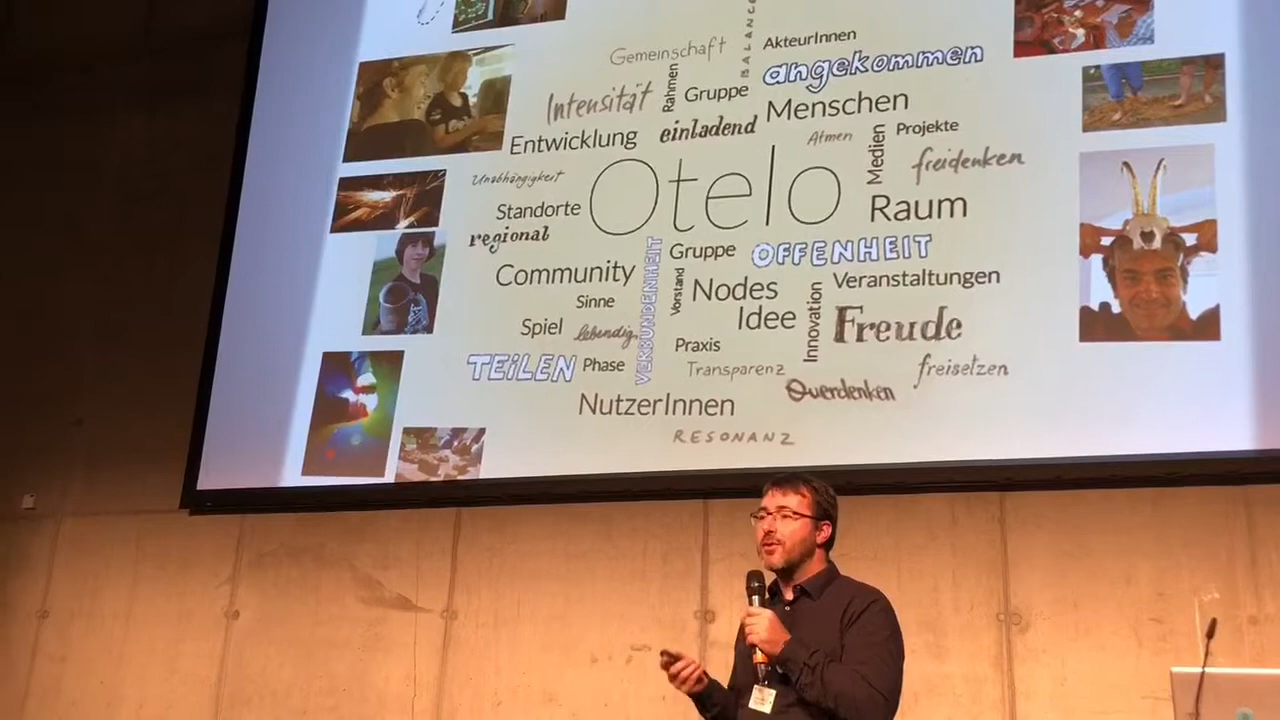 BALANCE
AkteurInnen
Gemeinschaft
angekommen
Rahmen
Intensität
Gruppe
Menschen
Entwicklung
einladend
Atmen
Medien
Projekte
freidenken
Unabhängigkeit
Otelo
Standorte
Raum
regional
VERBUNDENHEIT
Gruppe
OFFENHEIT
Community
Vorstand
Nodes
Veranstaltungen
Sinne
Idee
Innovation
Freude
Spiel
lebendig
Praxis
TEILEN
Phase
Transparenz
freisetzen
Querdenken
NutzerInnen
RESONANZ